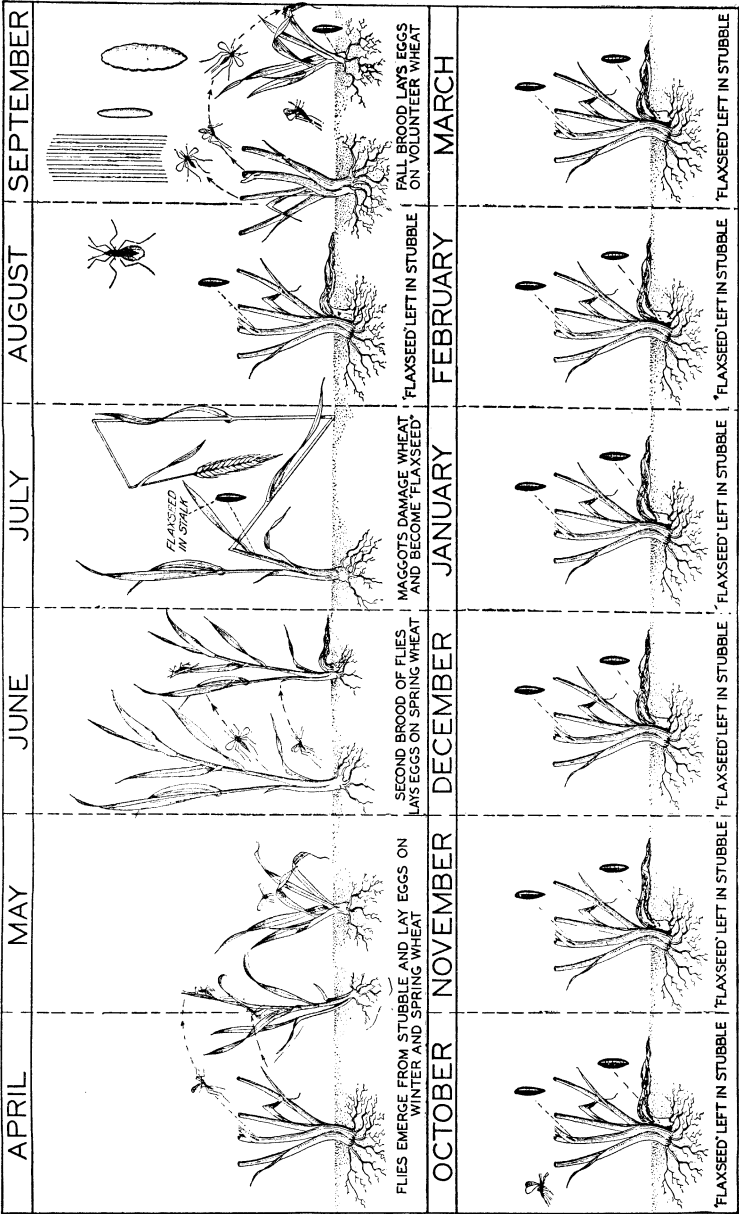 APRIL
MAY
JUNE
JULY
AUGUST
SEPTEMBER
FLAXSEED
IN STALK
FLIES EMERGE FROM STUBBLE AND LAY EGGS ON
WINTER AND SPRING WHEAT
SECOND BROOD OF FLIES
LAYS EGGS ON SPRING WHEAT
MAGGOTS DAMAGE WHEAT
AND BECOME "FLAXSEED"
"FLAXSEED" LEFT IN STUBBLE
FALL BROOD LAYS EGGS
ON VOLUNTEER WHEAT
OCTOBER
NOVEMBER
DECEMBER
JANUARY
FEBRUARY
MARCH
"FLAXSEED" LEFT IN STUBBLE
"FLAXSEED" LEFT IN STUBBLE
"FLAXSEED" LEFT IN STUBBLE
"FLAXSEED" LEFT IN STUBBLE
"FLAXSEED" LEFT IN STUBBLE
"FLAXSEED" LEFT IN STUBBLE